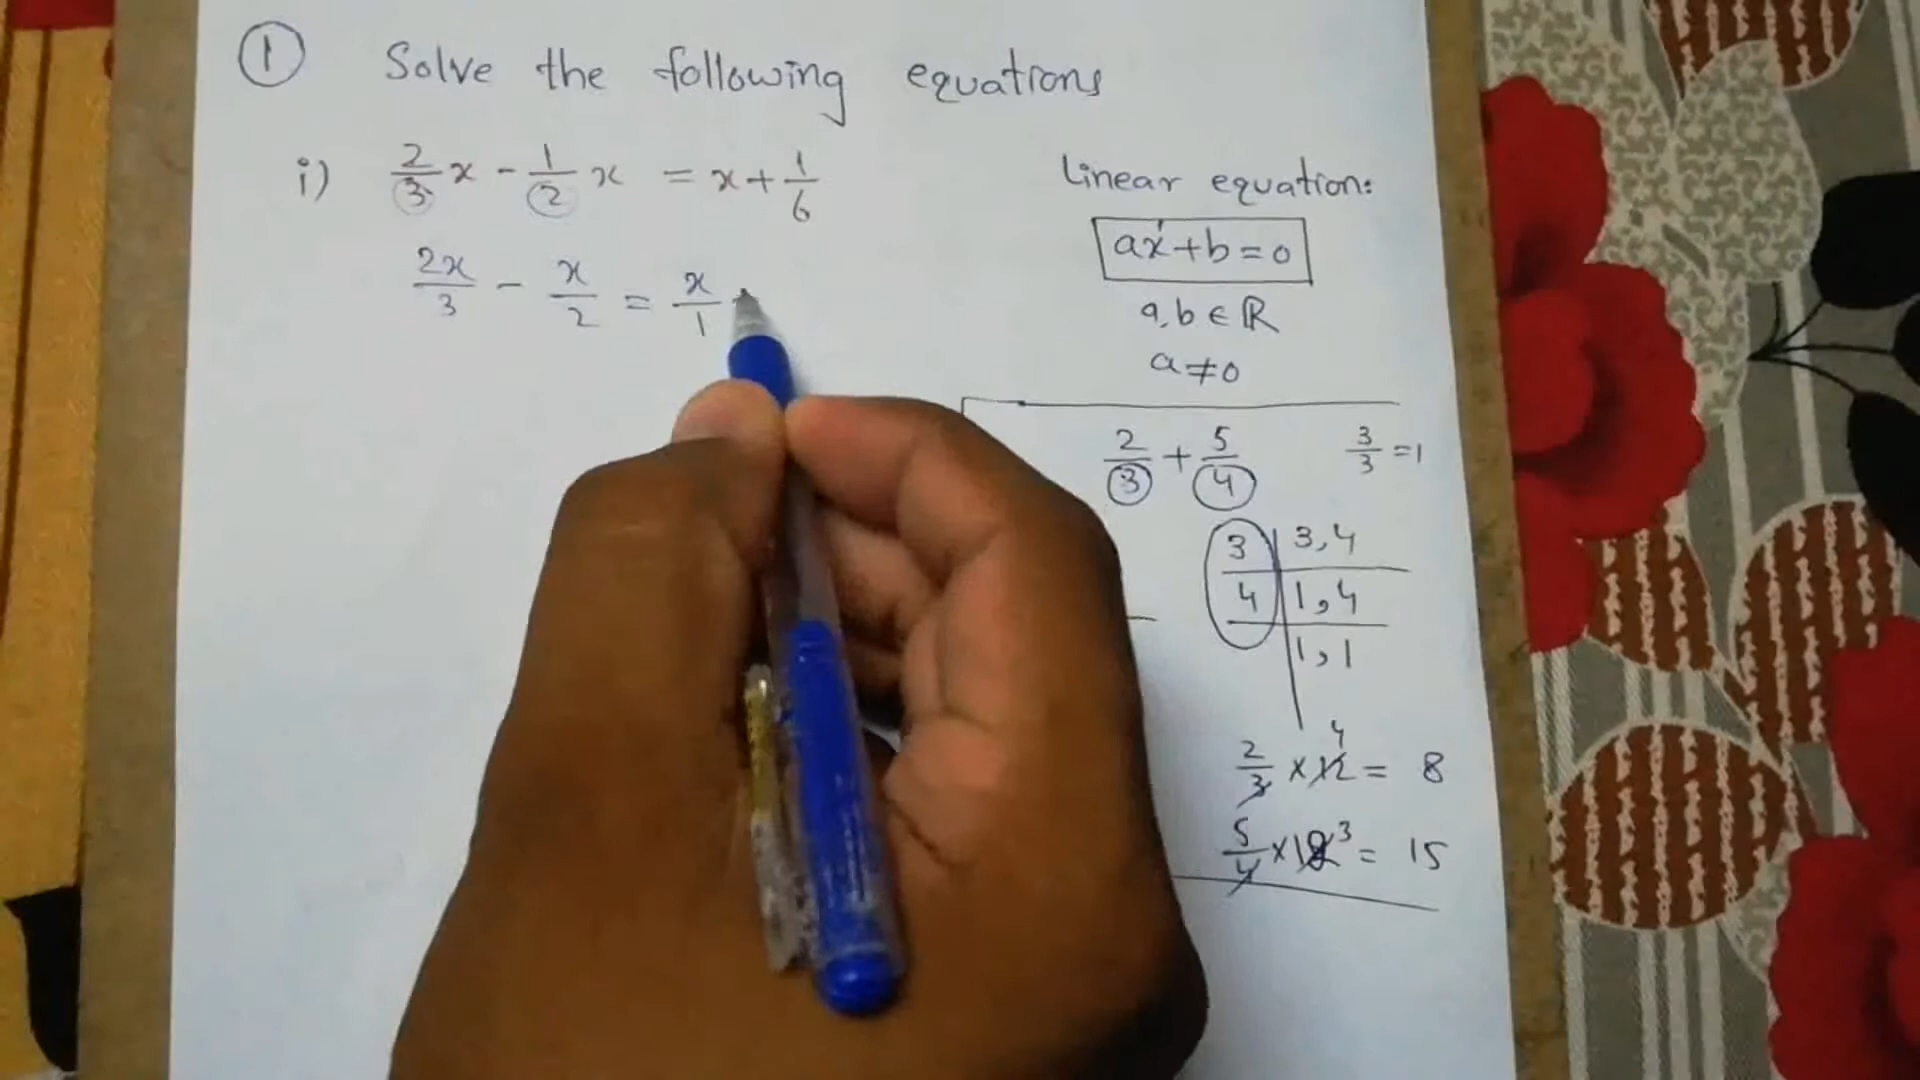 ① Solve the following equations
i) 2/3 x - 1/2 x = x + 1/6
2x/3 - x/2 = x/1
Linear equation:
ax + b = 0
a, b ∈ ℝ
a ≠ 0
2/3 + 5/4
3/3 = 1
3 | 3, 4
4 | 1, 4
1, 1
2/3 × 12 4 = 8
5/4 × 12 3 = 15